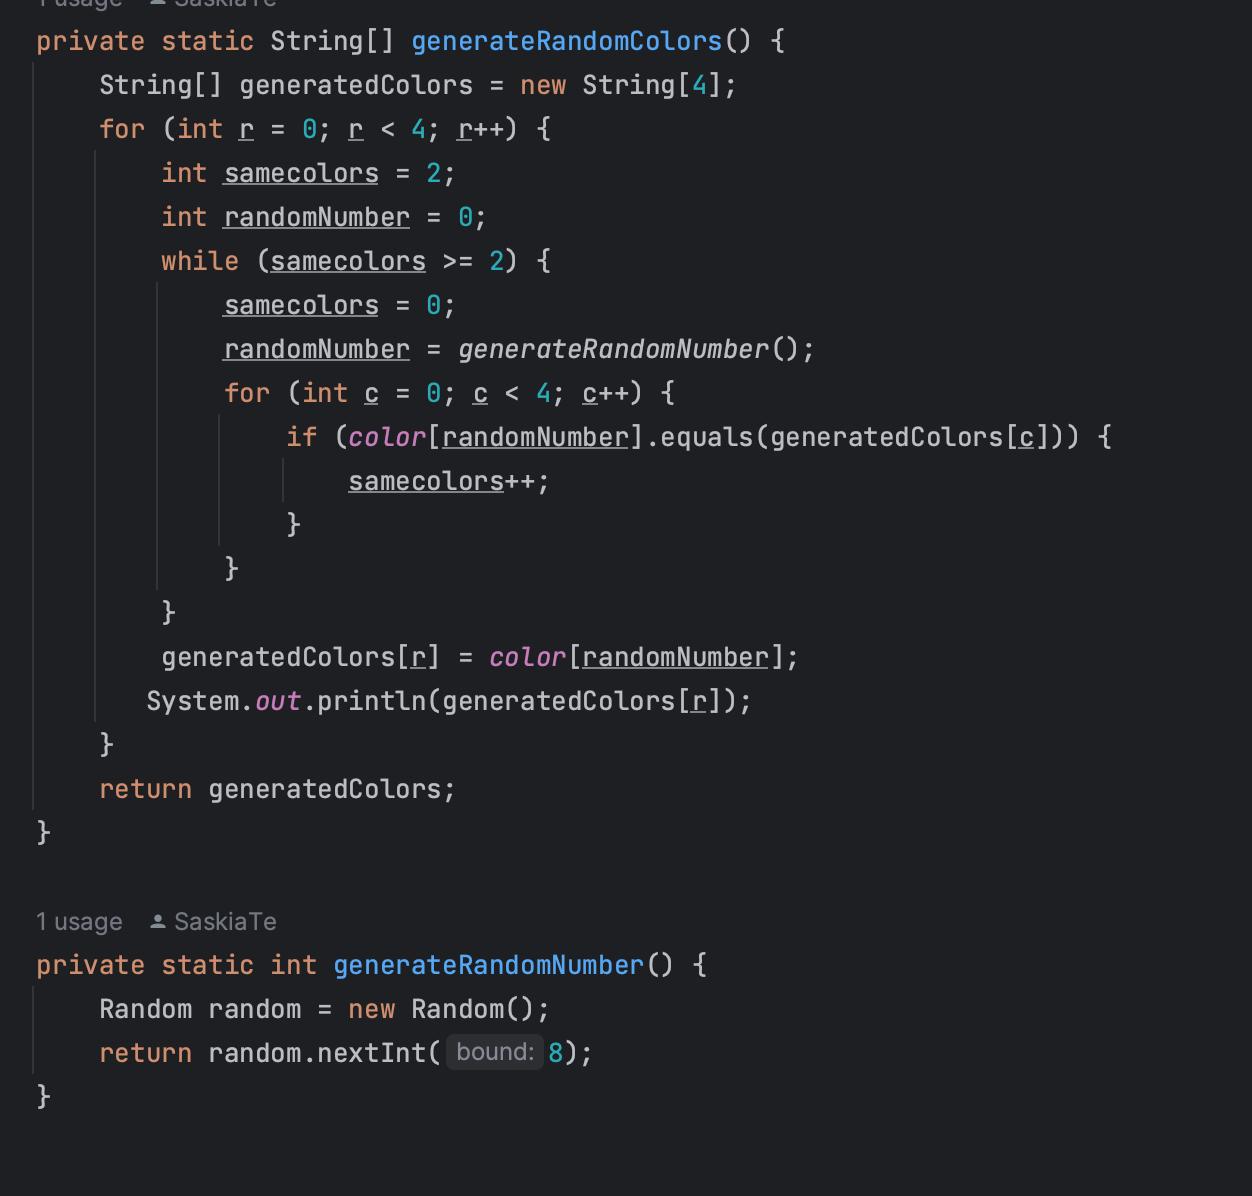 1 usage SaskiaTe
private static String[] generateRandomColors() {
String[] generatedColors = new String[4];
for (int r = 0; r < 4; r++) {
int samecolors = 2;
int randomNumber = 0;
while (samecolors >= 2) {
samecolors = 0;
randomNumber = generateRandomNumber();
for (int c = 0; c < 4; c++) {
if (color[randomNumber].equals(generatedColors[c])) {
samecolors++;
}
}
}
generatedColors[r] = color[randomNumber];
System.out.println(generatedColors[r]);
}
return generatedColors;
}
1 usage SaskiaTe
private static int generateRandomNumber() {
Random random = new Random();
return random.nextInt( bound: 8);
}